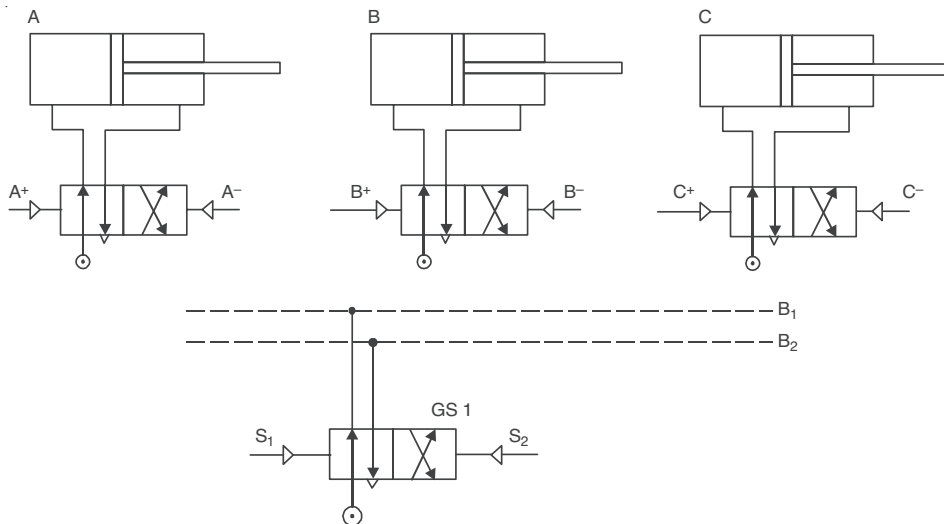 A B C
A+ A– B+ B– C+ C–
B₁
B₂
GS 1
S₁ S₂